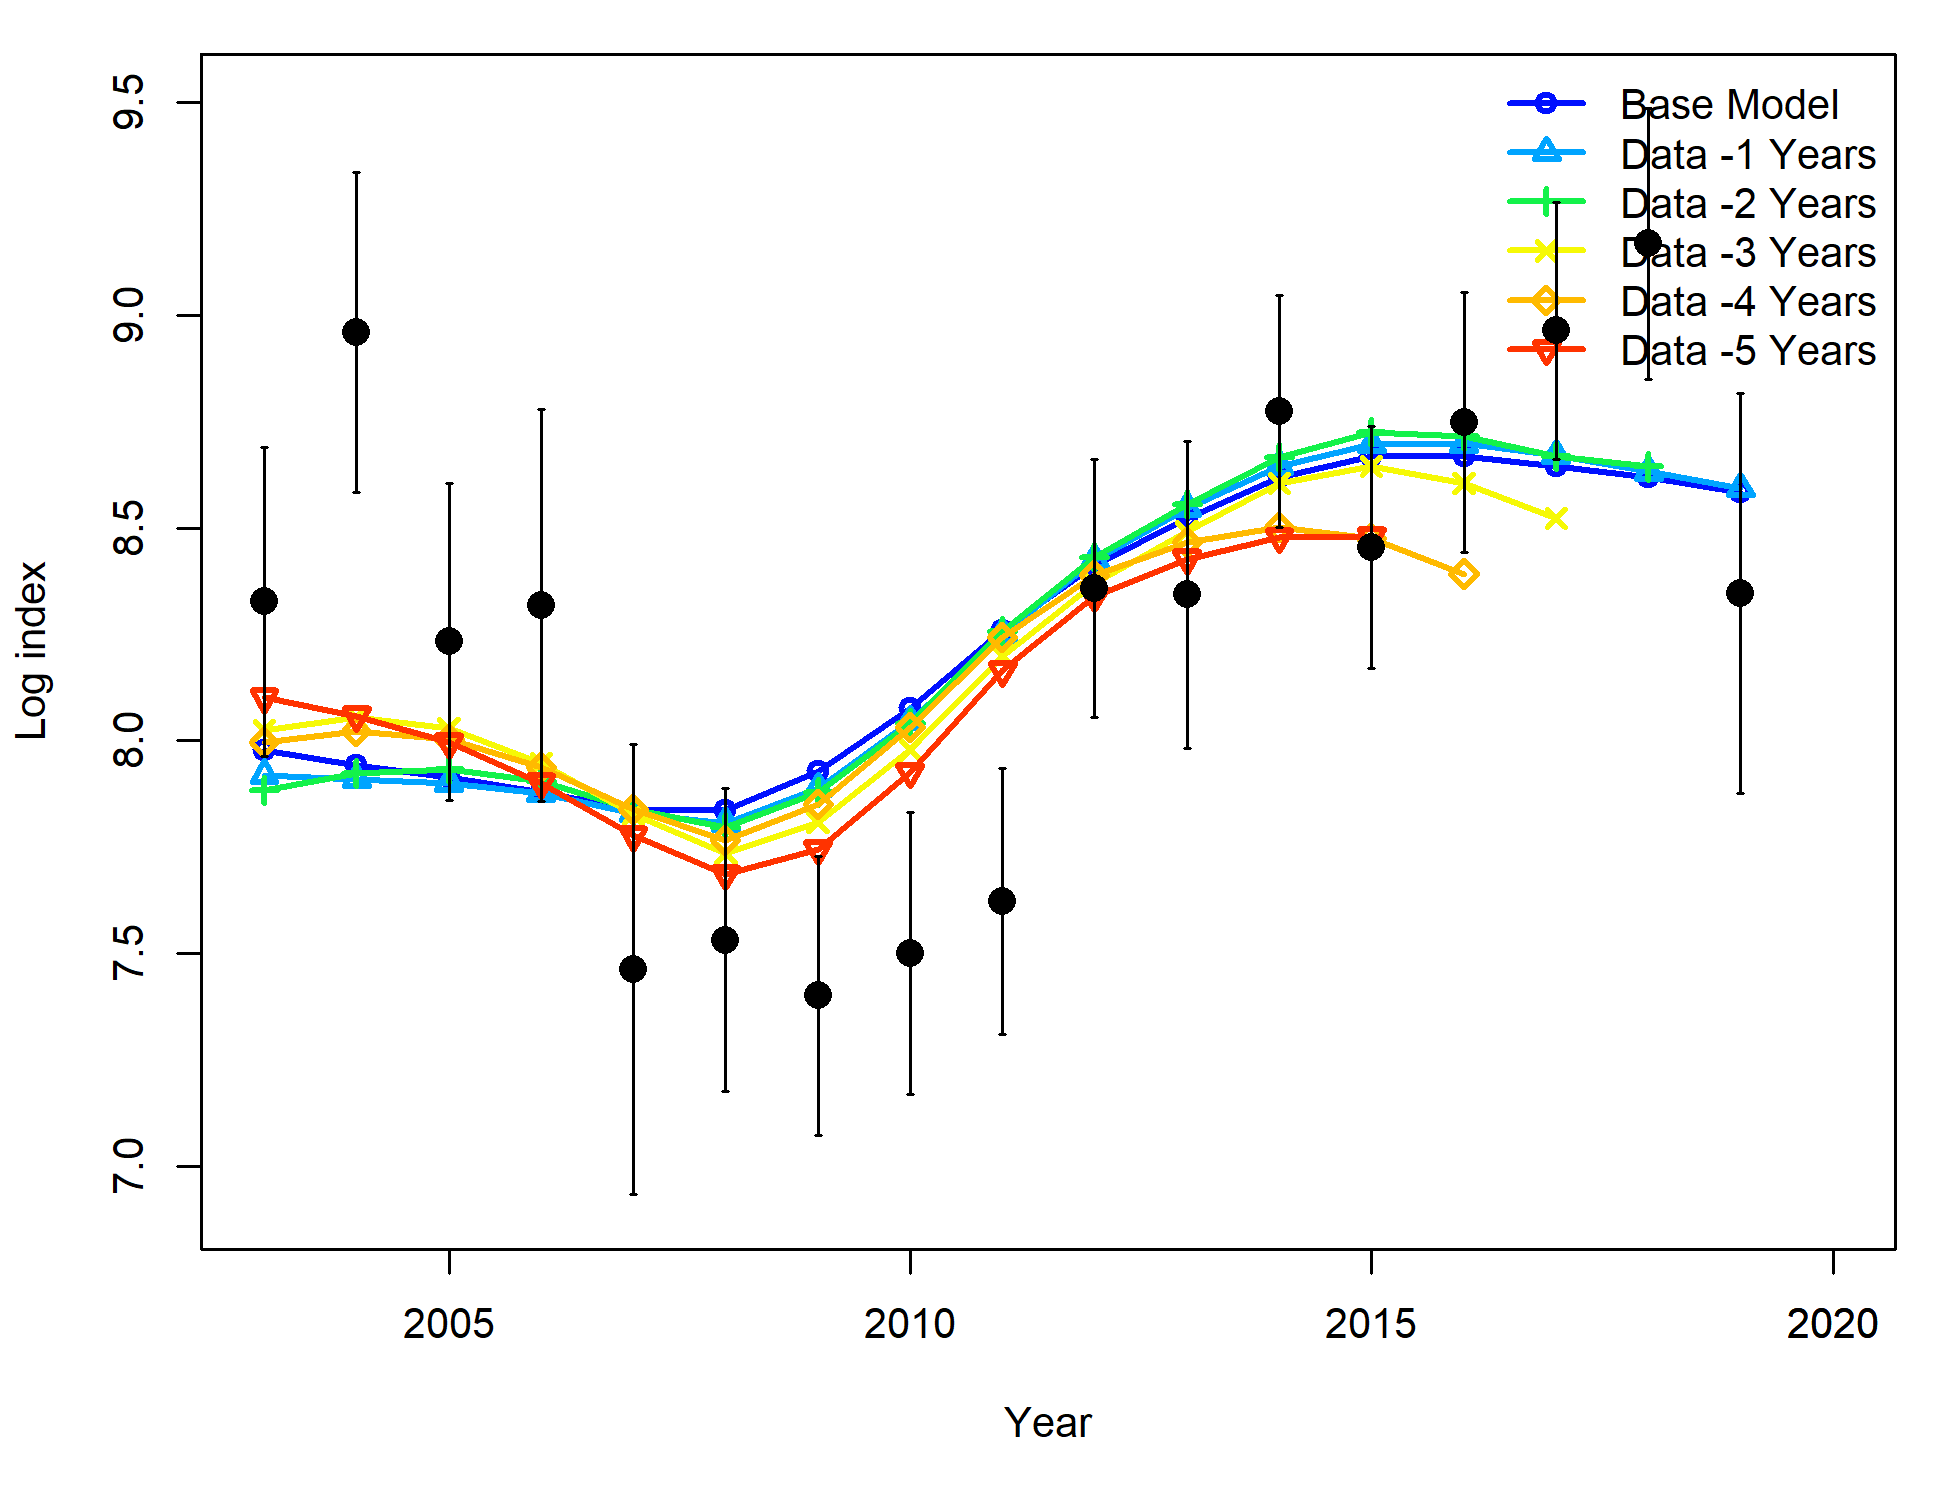 Base Model
Data -1 Years
Data -2 Years
Data -3 Years
Data -4 Years
Data -5 Years
9.5
9.0
8.5
8.0
7.5
7.0
Log index
2005 2010 2015 2020
Year